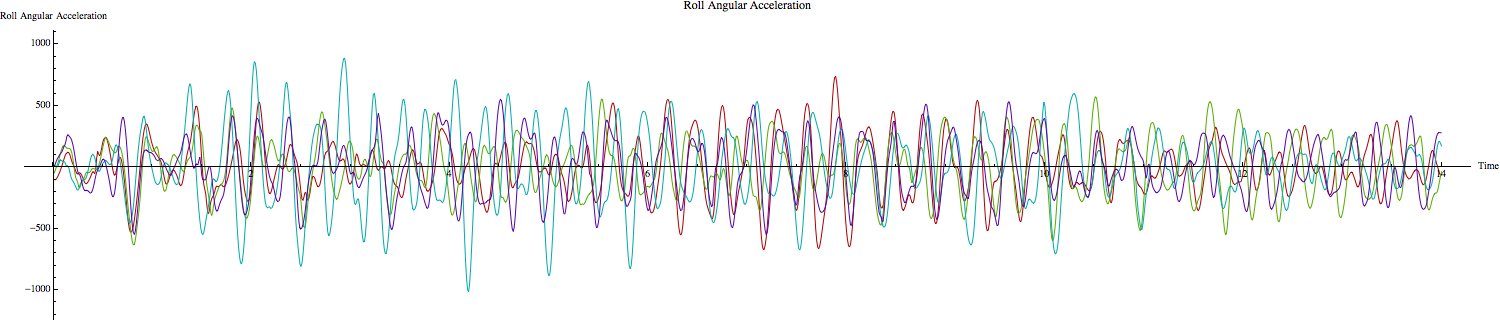 Roll Angular Acceleration
Roll Angular Acceleration
1000
500
2 4 6 8 10 12 14 Time
−500
−1000